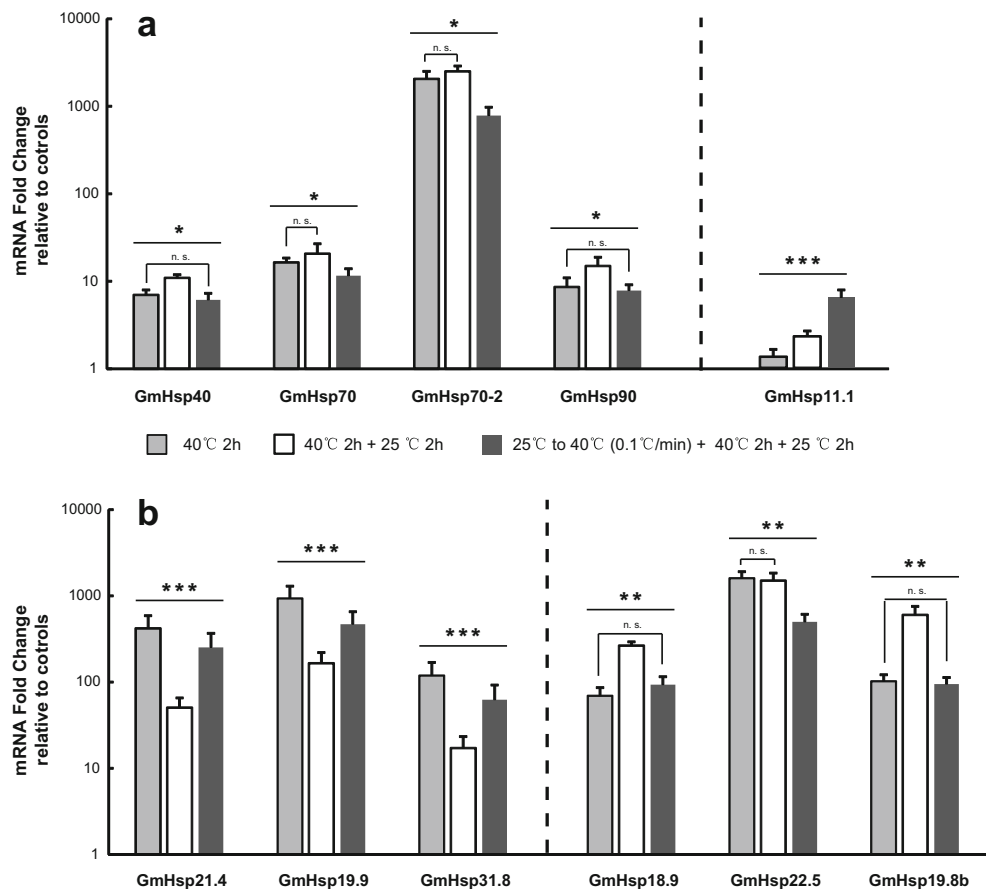 a
mRNA Fold Change
relative to cotrols
10000
1000
100
10
1
*
n. s.
*
n. s.
*
n. s.
*
n. s.
***
GmHsp40 GmHsp70 GmHsp70-2 GmHsp90 GmHsp11.1
40℃ 2h 40℃ 2h + 25 ℃ 2h 25℃ to 40℃ (0.1℃/min) + 40℃ 2h + 25 ℃ 2h
b
mRNA Fold Change
relative to cotrols
10000
1000
100
10
1
***
***
***
**
n. s.
**
n. s.
**
n. s.
GmHsp21.4 GmHsp19.9 GmHsp31.8 GmHsp18.9 GmHsp22.5 GmHsp19.8b